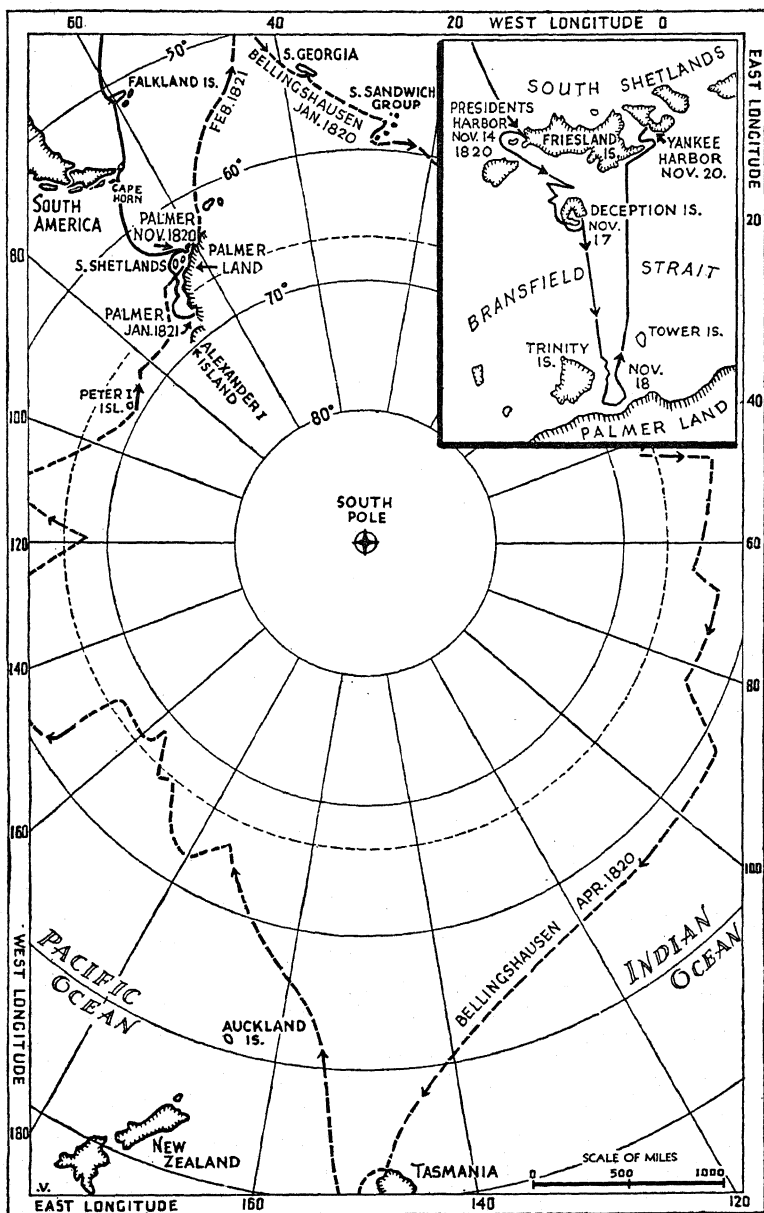 60
40
20
WEST LONGITUDE
0
50°
FALKLAND IS.
S. GEORGIA
BELLINGSHAUSEN
JAN. 1820
S. SANDWICH
GROUP
FEB. 1821
EAST LONGITUDE
SOUTH
AMERICA
CAPE
HORN
60°
PALMER
NOV. 1820
PALMER
LAND
S. SHETLANDS
80
70°
PALMER
JAN. 1821
ALEXANDER I
ISLAND
PETER I
ISL.
100
80°
SOUTH SHETLANDS
PRESIDENTS
HARBOR
NOV. 14
1820
FRIESLAND
IS.
YANKEE
HARBOR
NOV. 20.
DECEPTION IS.
NOV.
17
BRANSFIELD STRAIT
TOWER IS.
TRINITY
IS.
NOV.
18
PALMER LAND
20
40
SOUTH
POLE
120
60
140
80
160
100
BELLINGSHAUSEN APR. 1820
PACIFIC
OCEAN
INDIAN
OCEAN
WEST LONGITUDE
AUCKLAND
IS.
180
NEW
ZEALAND
TASMANIA
SCALE OF MILES
0 500 1000
.V.
EAST LONGITUDE
160
140
120